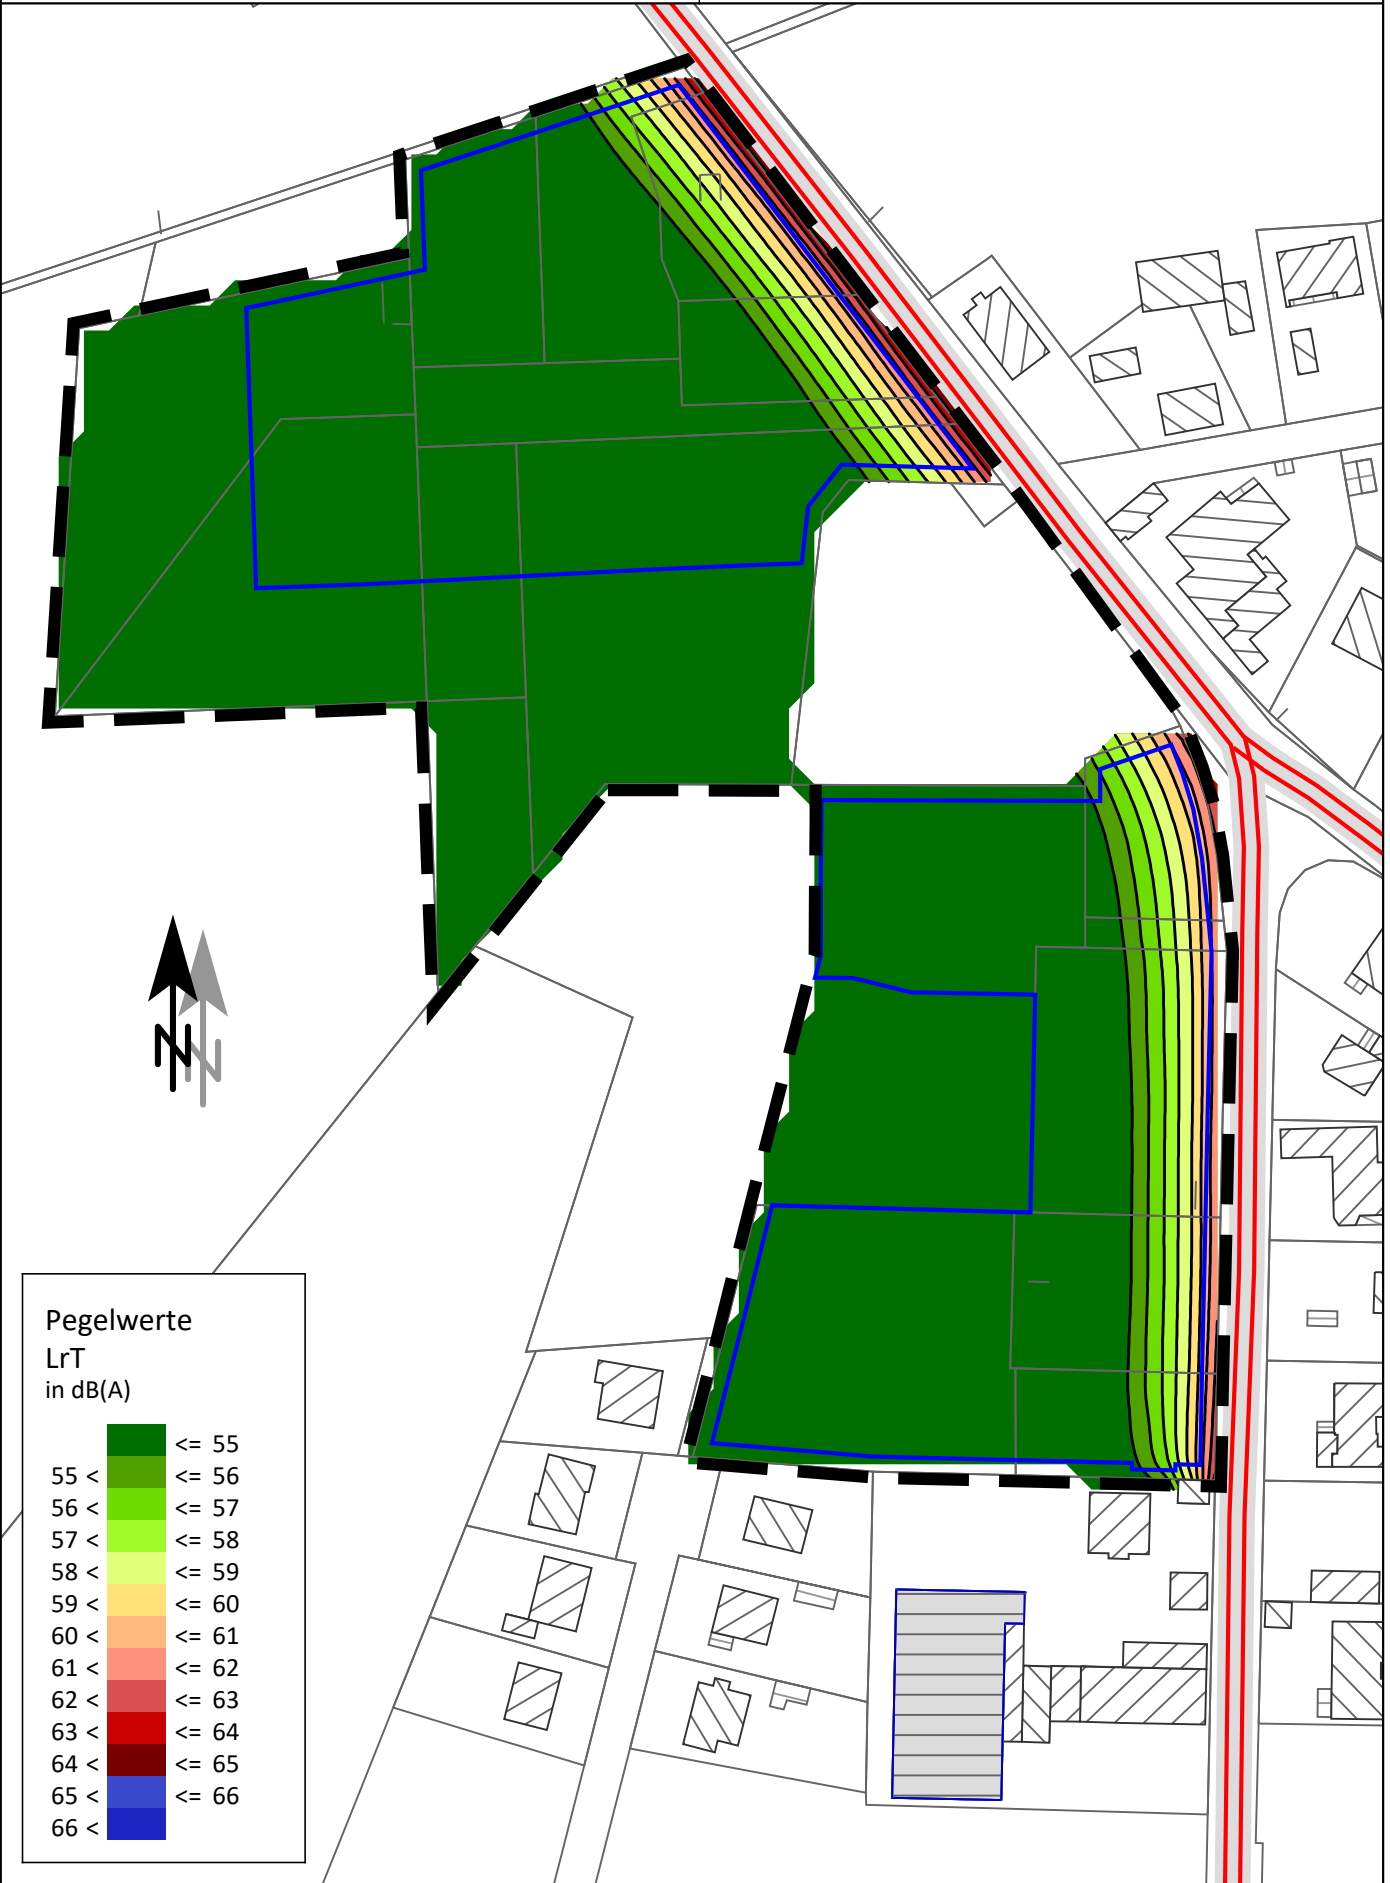 N N
Pegelwerte
LrT
in dB(A)
<= 55
55 < <= 56
56 < <= 57
57 < <= 58
58 < <= 59
59 < <= 60
60 < <= 61
61 < <= 62
62 < <= 63
63 < <= 64
64 < <= 65
65 < <= 66
66 <